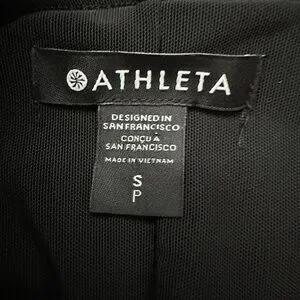 ATHLETA
DESIGNED IN
SAN FRANCISCO
CONÇU À
SAN FRANCISCO
MADE IN VIETNAM
S
P